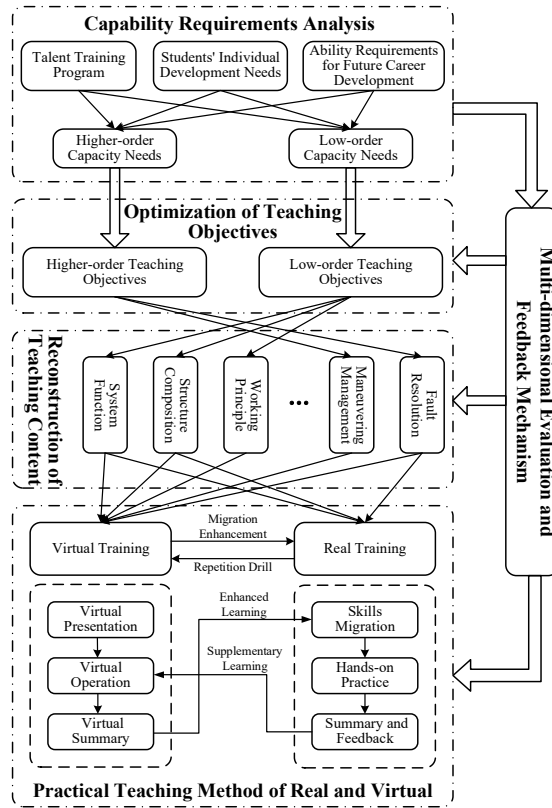 Capability Requirements Analysis
Talent Training
Program
Students' Individual
Development Needs
Ability Requirements
for Future Career
Development
Higher-order
Capacity Needs
Low-order
Capacity Needs
Optimization of Teaching
Objectives
Higher-order Teaching
Objectives
Low-order Teaching
Objectives
Multi-dimensional Evaluation and
Feedback Mechanism
Reconstruction of
Teaching Content
System
Function
Structure
Composition
Working
Principle
...
Maneuvering
Management
Fault
Resolution
Virtual Training
Migration
Enhancement
Repetition Drill
Real Training
Virtual
Presentation
Virtual
Operation
Virtual
Summary
Enhanced
Learning
Supplementary
Learning
Skills
Migration
Hands-on
Practice
Summary and
Feedback
Practical Teaching Method of Real and Virtual